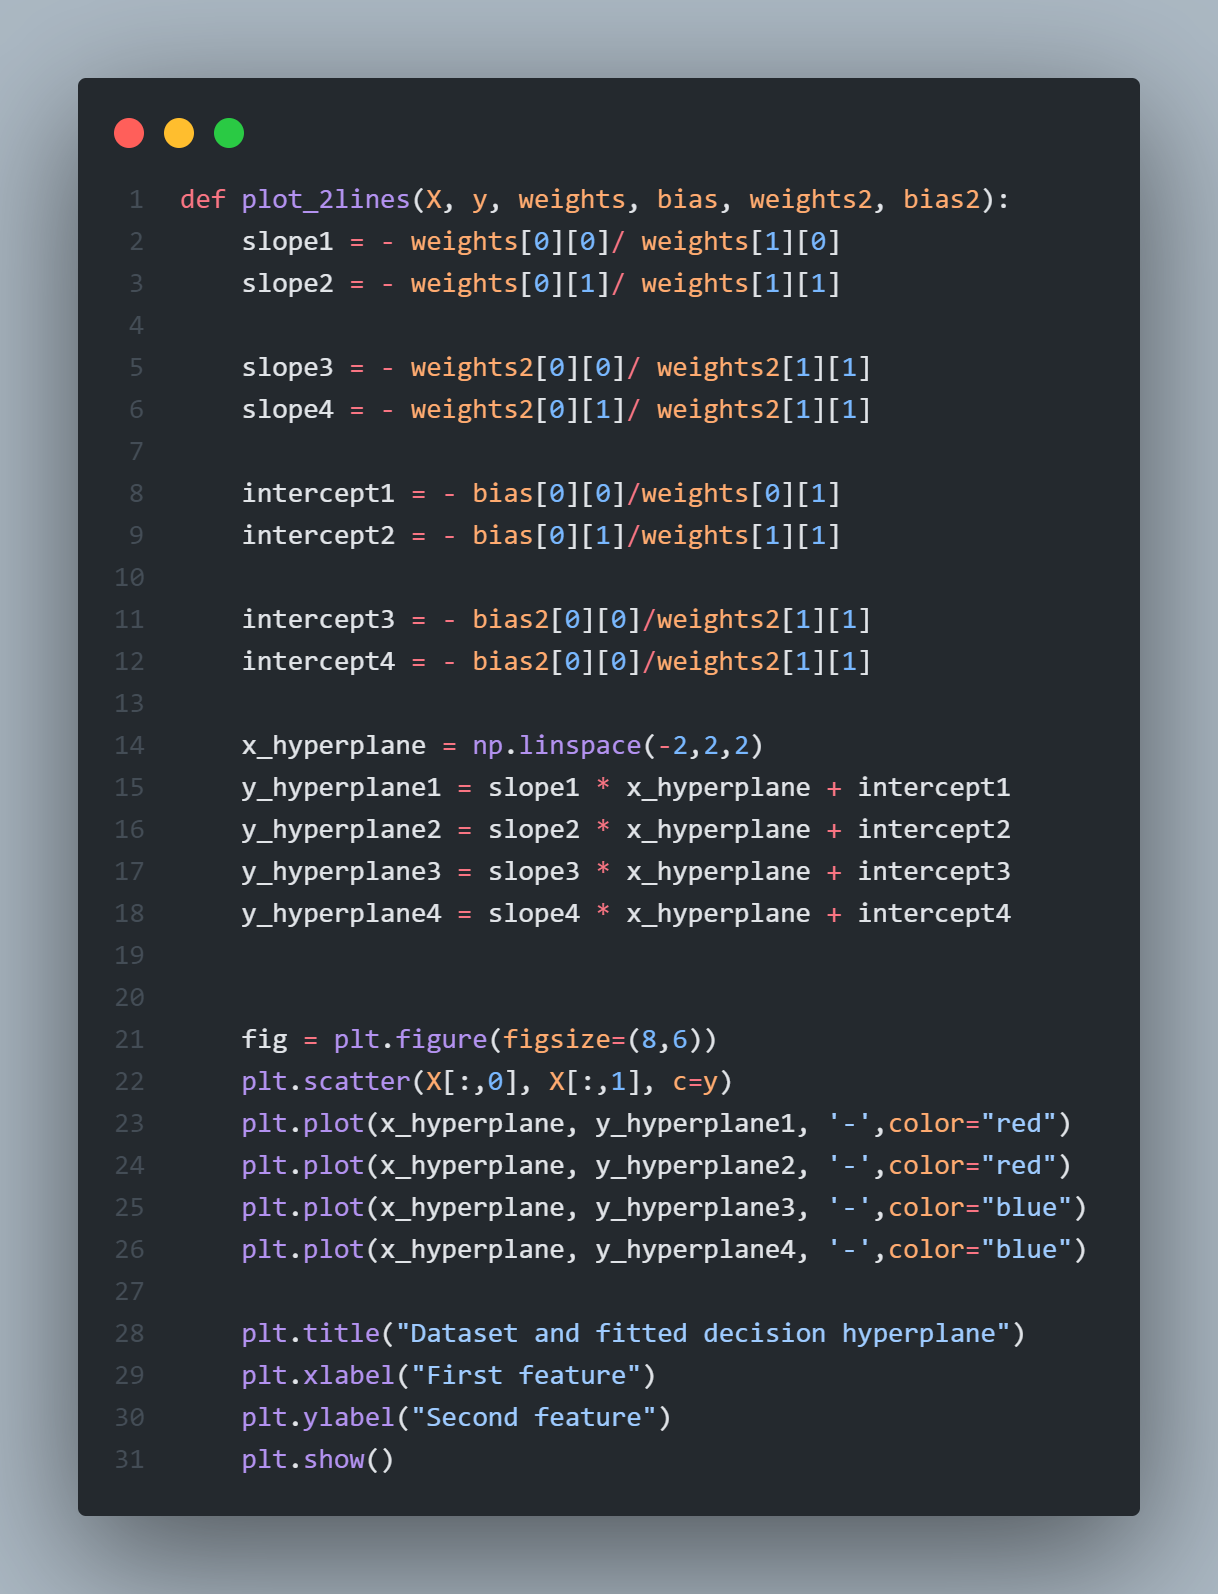 1 def plot_2lines(X, y, weights, bias, weights2, bias2):
2     slope1 = - weights[0][0]/ weights[1][0]
3     slope2 = - weights[0][1]/ weights[1][1]
4
5     slope3 = - weights2[0][0]/ weights2[1][1]
6     slope4 = - weights2[0][1]/ weights2[1][1]
7
8     intercept1 = - bias[0][0]/weights[0][1]
9     intercept2 = - bias[0][1]/weights[1][1]
10
11     intercept3 = - bias2[0][0]/weights2[1][1]
12     intercept4 = - bias2[0][0]/weights2[1][1]
13
14     x_hyperplane = np.linspace(-2,2,2)
15     y_hyperplane1 = slope1 * x_hyperplane + intercept1
16     y_hyperplane2 = slope2 * x_hyperplane + intercept2
17     y_hyperplane3 = slope3 * x_hyperplane + intercept3
18     y_hyperplane4 = slope4 * x_hyperplane + intercept4
19
20
21     fig = plt.figure(figsize=(8,6))
22     plt.scatter(X[:,0], X[:,1], c=y)
23     plt.plot(x_hyperplane, y_hyperplane1, '-',color="red")
24     plt.plot(x_hyperplane, y_hyperplane2, '-',color="red")
25     plt.plot(x_hyperplane, y_hyperplane3, '-',color="blue")
26     plt.plot(x_hyperplane, y_hyperplane4, '-',color="blue")
27
28     plt.title("Dataset and fitted decision hyperplane")
29     plt.xlabel("First feature")
30     plt.ylabel("Second feature")
31     plt.show()